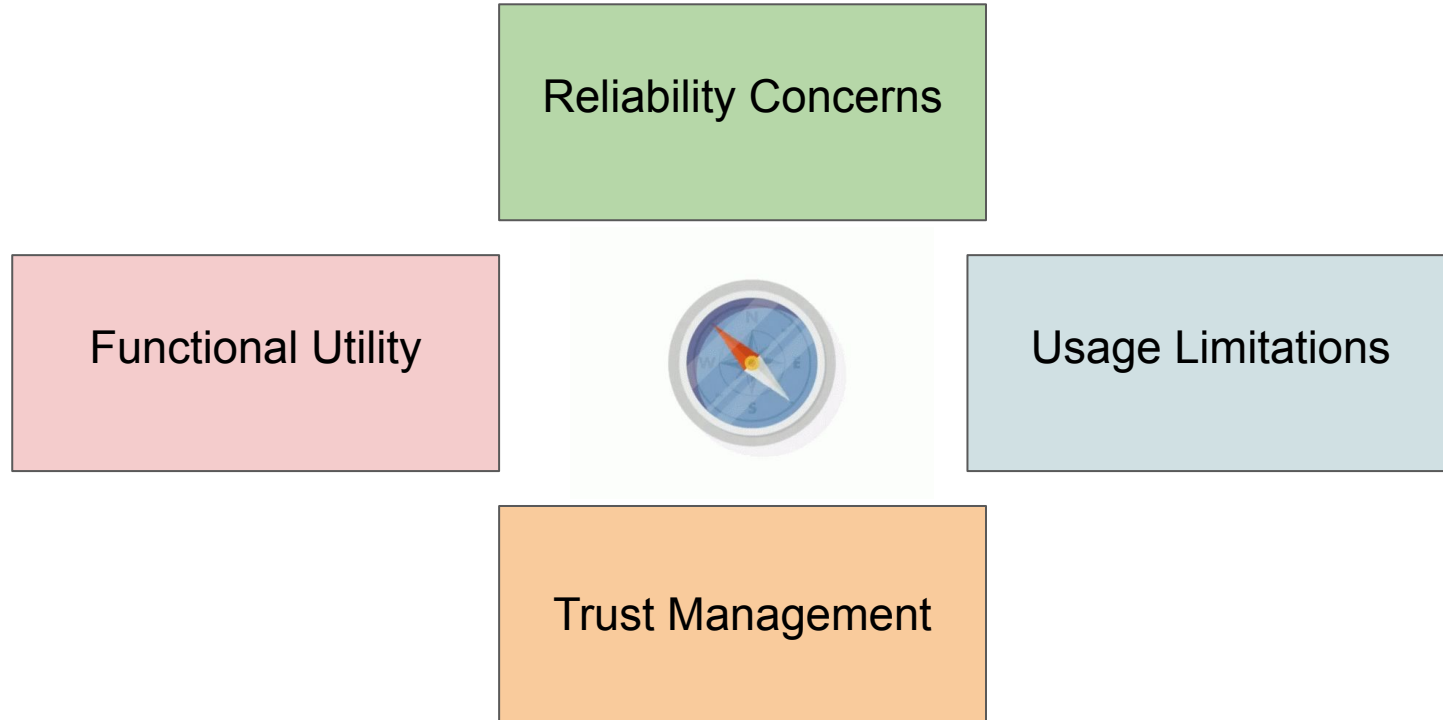 Reliability Concerns
Functional Utility
N
W
E
S
Usage Limitations
Trust Management